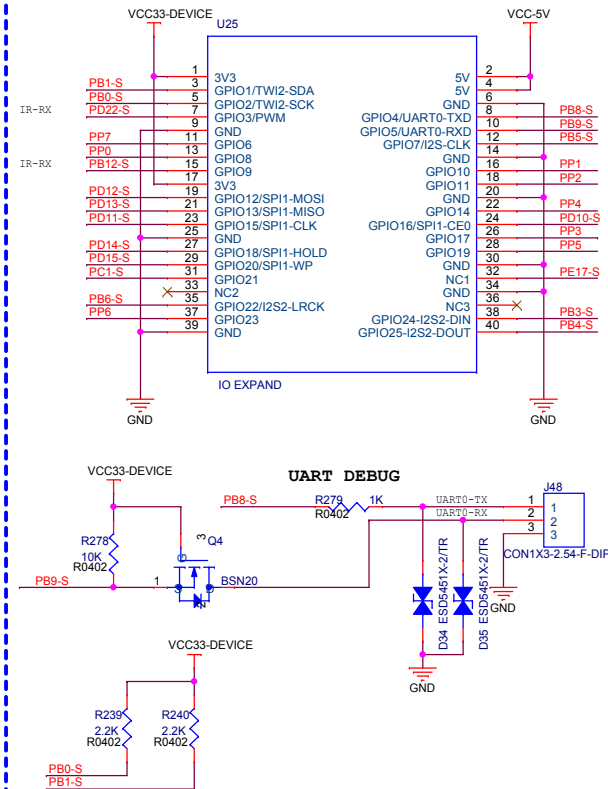 VCC33-DEVICE VCC-5V
U25
1 3V3 5V 2
PB1-S 3 GPIO1/TWI2-SDA 5V 4
PB0-S 5 GPIO2/TWI2-SCK GND 6
IR-RX PD22-S 7 GPIO3/PWM GPIO4/UART0-TXD 8 PB8-S
9 GND GPIO5/UART0-RXD 10 PB9-S
PP7 11 GPIO6 GPIO7/I2S-CLK 12 PB5-S
PP0 13 GPIO8 GND 14
IR-RX PB12-S 15 GPIO9 GPIO10 16 PP1
17 3V3 GPIO11 18 PP2
PD12-S 19 GPIO12/SPI1-MOSI GND 20
PD13-S 21 GPIO13/SPI1-MISO GPIO14 22 PP4
PD11-S 23 GPIO15/SPI1-CLK GPIO16/SPI1-CE0 24 PD10-S
25 GND GPIO17 26 PP3
PD14-S 27 GPIO18/SPI1-HOLD GPIO19 28 PP5
PD15-S 29 GPIO20/SPI1-WP GND 30
PC1-S 31 GPIO21 NC1 32 PE17-S
33 NC2 GND 34
PB6-S 35 GPIO22/I2S2-LRCK NC3 36
PP6 37 GPIO23 GPIO24-I2S2-DIN 38 PB3-S
39 GND GPIO25-I2S2-DOUT 40 PB4-S
IO EXPAND
GND GND
VCC33-DEVICE UART DEBUG
PB8-S R279 1K UART0-TX 1 1 J48
R0402 UART0-RX 2 2
3 3
CON1X3-2.54-F-DIP
R278 3 Q4
10K
R0402
PB9-S 1 BSN20
D34 ESD5451X-2/TR
D35 ESD5451X-2/TR
GND
GND
VCC33-DEVICE
R239 R240
2.2K 2.2K
R0402 R0402
PB0-S
PB1-S